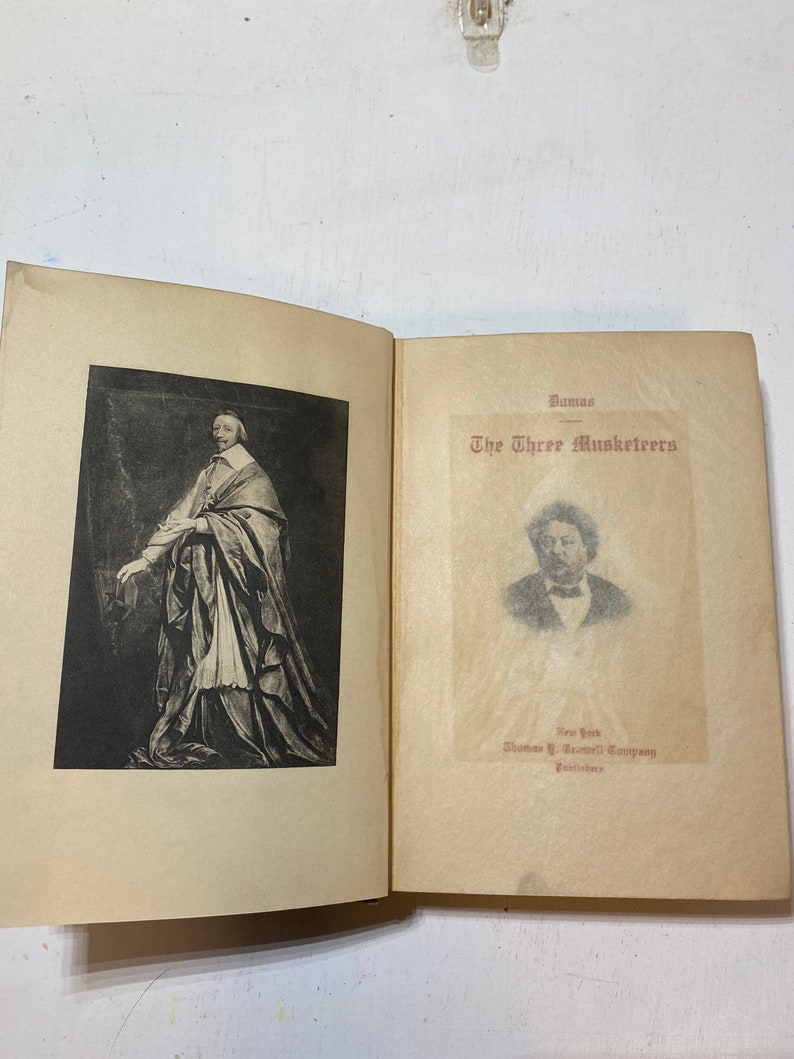 Dumas
The Three Musketeers
New York
Thomas Y. Crowell Company
Publishers